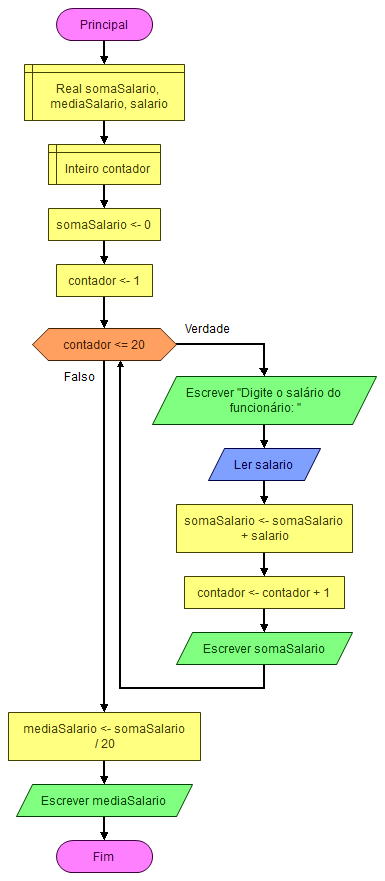 Principal
Real somaSalario,
mediaSalario, salario
Inteiro contador
somaSalario <- 0
contador <- 1
contador <= 20
Verdade
Falso
Escrever "Digite o salário do
funcionário: "
Ler salario
somaSalario <- somaSalario
+ salario
contador <- contador + 1
Escrever somaSalario
mediaSalario <- somaSalario
/ 20
Escrever mediaSalario
Fim